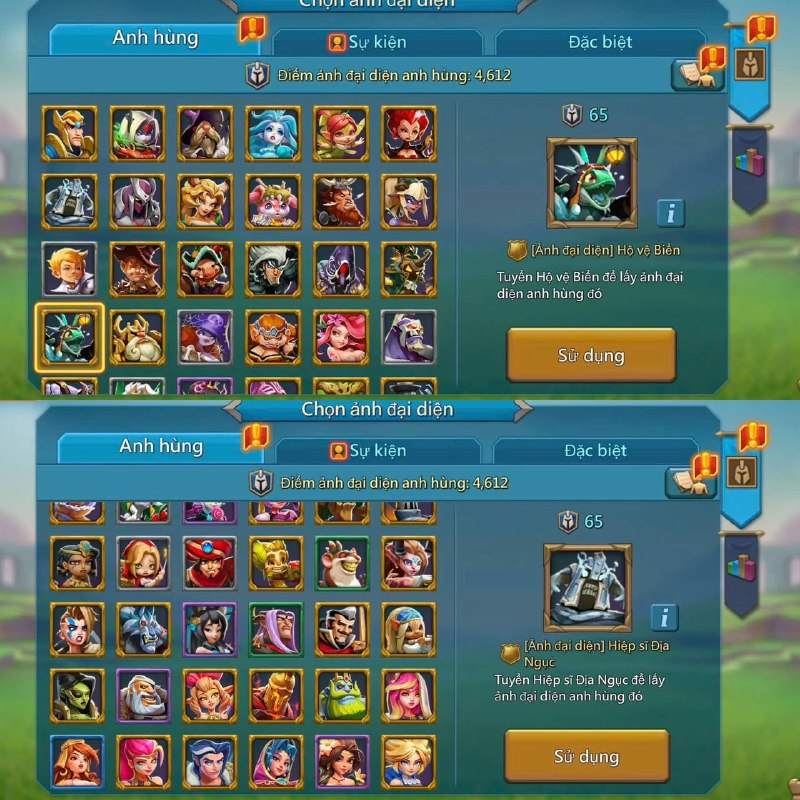 Chọn ảnh đại diện
Anh hùng
Sự kiện
Đặc biệt
Điểm ảnh đại diện anh hùng: 4,612
65
[Ảnh đại diện] Hộ vệ Biển
Tuyển Hộ vệ Biển để lấy ảnh đại
diện anh hùng đó
Sử dụng
Chọn ảnh đại diện
Anh hùng
Sự kiện
Đặc biệt
Điểm ảnh đại diện anh hùng: 4,612
65
[Ảnh đại diện] Hiệp sĩ Địa
Ngục
Tuyển Hiệp sĩ Địa Ngục để lấy
ảnh đại diện anh hùng đó
Sử dụng